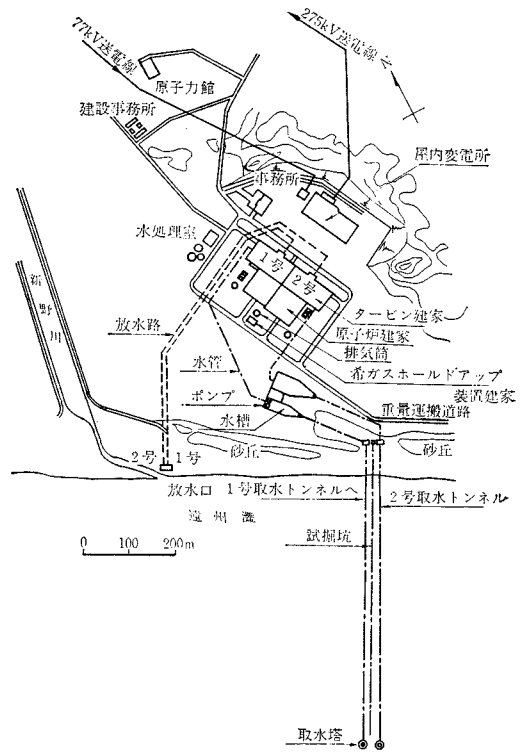 77kV送電線
275kV送電線
N
原子力館
建設事務所
屋内変電所
事務所
水処理室
1号
2号
新野川
タービン建家
放水路
原子炉建家
排気筒
水管
希ガスホールドアップ
装置建家
ポンプ
重量運搬道路
水槽
2号 1号
砂丘
砂丘
放水口
1号取水トンネルへ
2号取水トンネル
遠州灘
0 100 200m
試掘坑
取水塔